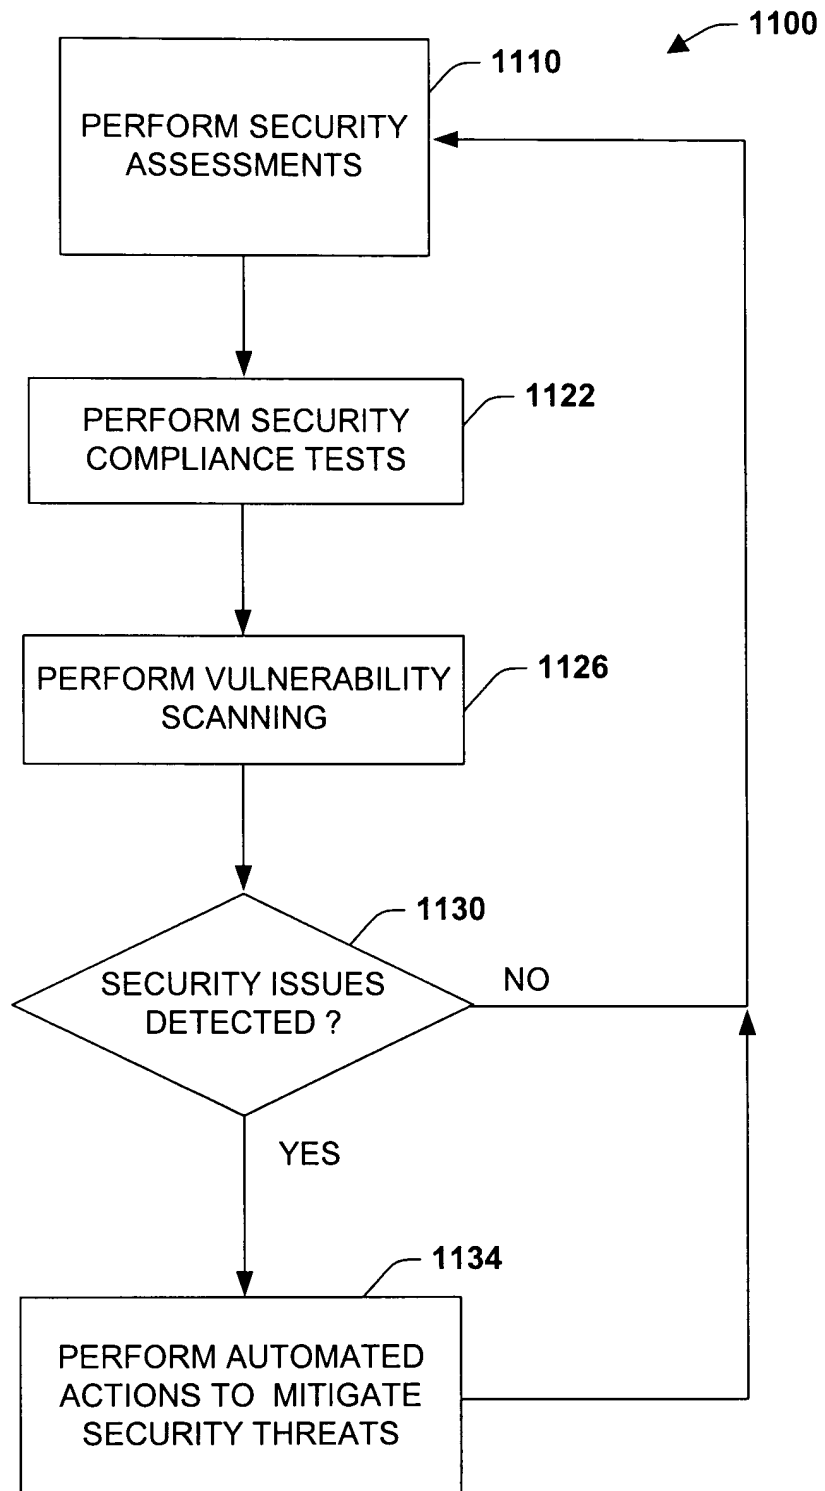 1100
1110
PERFORM SECURITY
ASSESSMENTS
1122
PERFORM SECURITY
COMPLIANCE TESTS
1126
PERFORM VULNERABILITY
SCANNING
1130
SECURITY ISSUES
DETECTED ?
NO
YES
1134
PERFORM AUTOMATED
ACTIONS TO MITIGATE
SECURITY THREATS